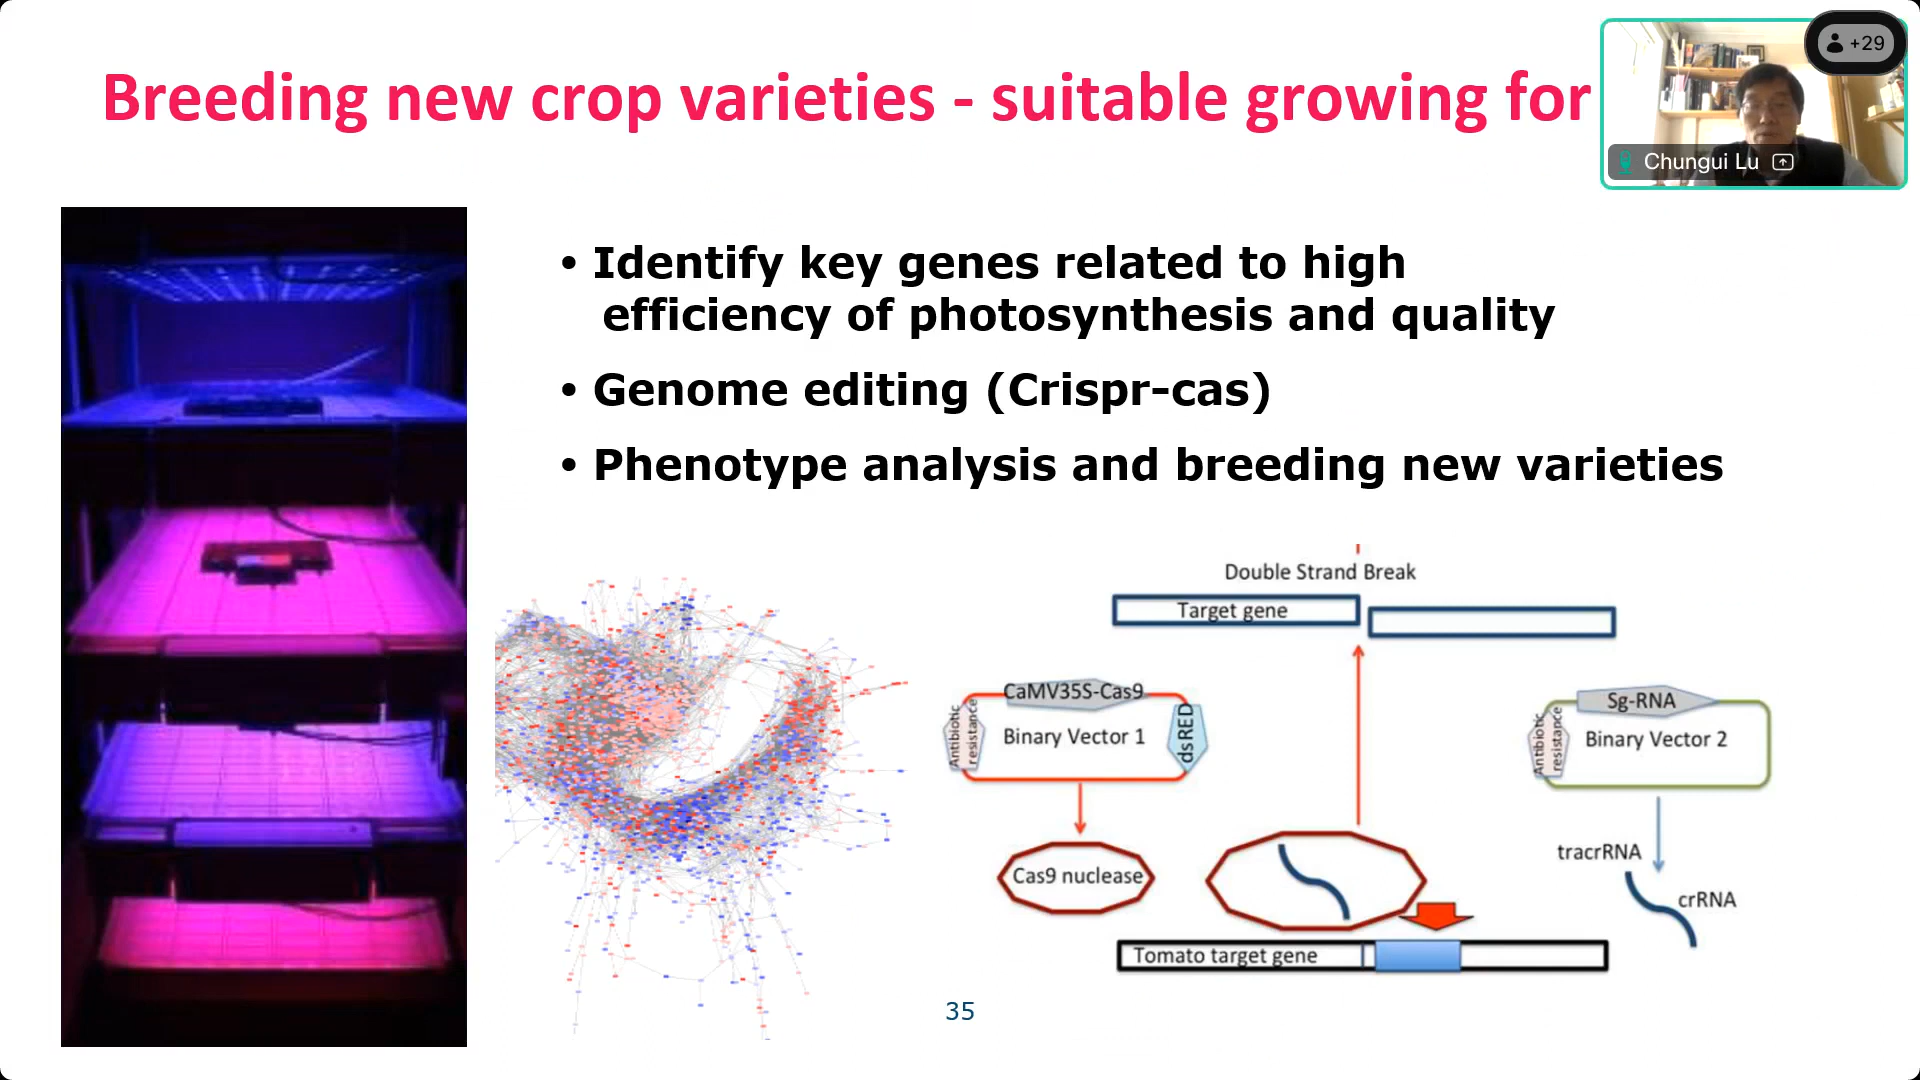 Breeding new crop varieties - suitable growing for
+29
Chungui Lu
• Identify key genes related to high
efficiency of photosynthesis and quality
• Genome editing (Crispr-cas)
• Phenotype analysis and breeding new varieties
Double Strand Break
Target gene
CaMV35S-Cas9
Antibiotic
resistance
Binary Vector 1
dsRED
Sg-RNA
Antibiotic
resistance
Binary Vector 2
Cas9 nuclease
tracrRNA
crRNA
Tomato target gene
35